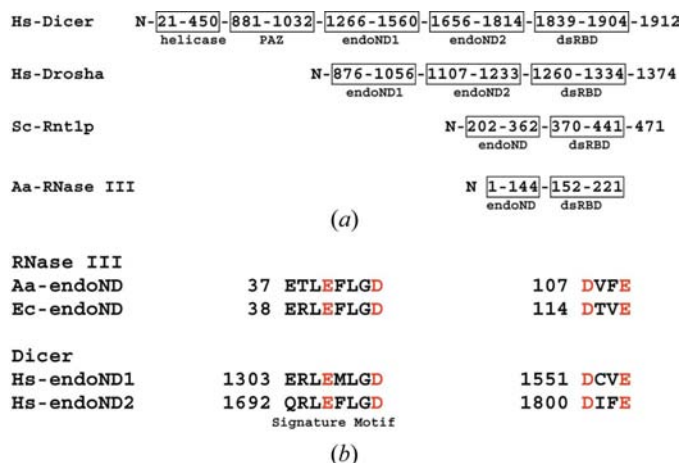 Hs-Dicer N-21-450-881-1032-1266-1560-1656-1814-1839-1904-1912
helicase PAZ endoND1 endoND2 dsRBD
Hs-Drosha N-876-1056-1107-1233-1260-1334-1374
endoND1 endoND2 dsRBD
Sc-Rnt1p N-202-362-370-441-471
endoND dsRBD
Aa-RNase III N 1-144-152-221
endoND dsRBD
(a)
RNase III
Aa-endoND 37 ETLEFLGD 107 DVFE
Ec-endoND 38 ERLEFLGD 114 DTVE
Dicer
Hs-endoND1 1303 ERLEMLGD 1551 DCVE
Hs-endoND2 1692 QRLEFLGD 1800 DIFE
Signature Motif
(b)